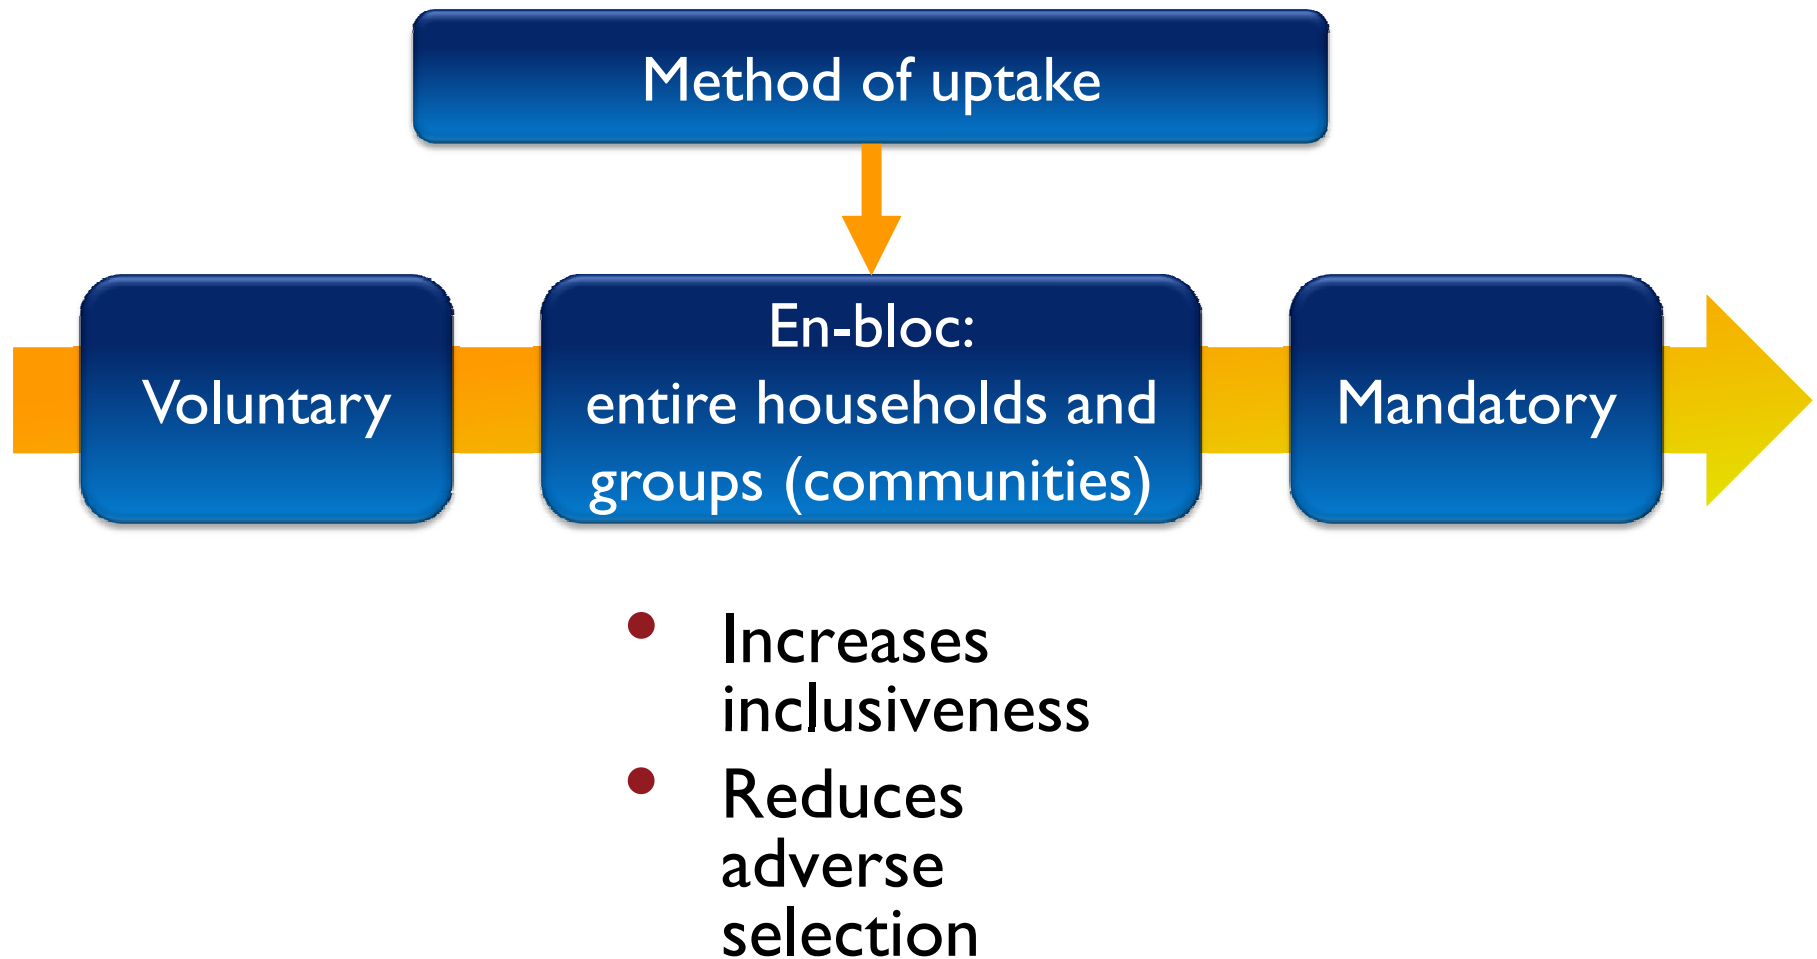 Method of uptake
Voluntary
En-bloc:
entire households and
groups (communities)
Mandatory
• Increases
inclusiveness
• Reduces
adverse
selection